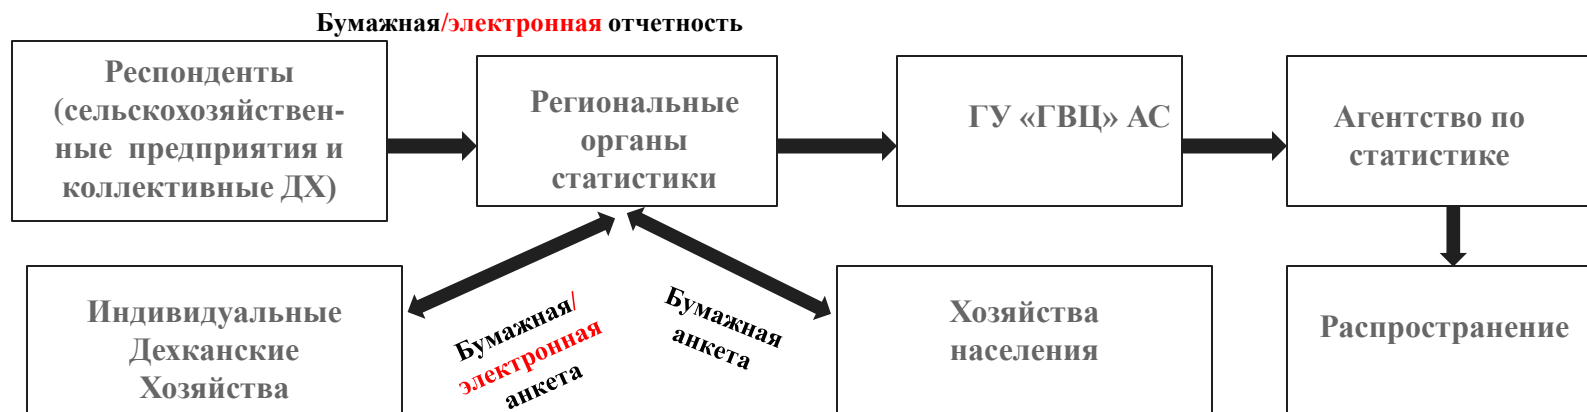 Бумажная/электронная отчетность
Респонденты
(сельскохозяйствен-
ные предприятия и
коллективные ДХ)
Региональные
органы
статистики
ГУ «ГВЦ» АС
Агентство по
статистике
Индивидуальные
Дехканские
Хозяйства
Бумажная/
электронная
анкета
Бумажная
анкета
Хозяйства
населения
Распространение